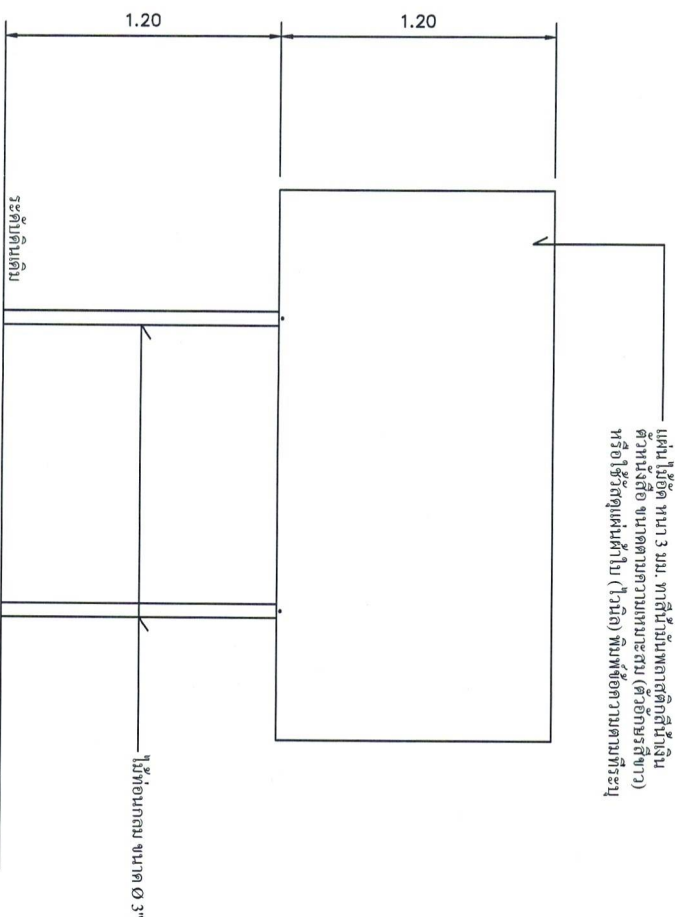 แผ่นไม้อัด หนา 3 มม. ทาสีน้ำมันพลาสติกสีน้ำเงิน
ตัวหนังสือ ขนาดตามความเหมาะสม (ตัวอักษรสีขาว)
หรือใช้วัสดุแผ่นผ้าใบ (ไวนิล) พิมพ์ข้อความตามที่ระบุ
1.20
1.20
ไม้ท่อนกลม ขนาด Ø 3"
ระดับดินเดิม